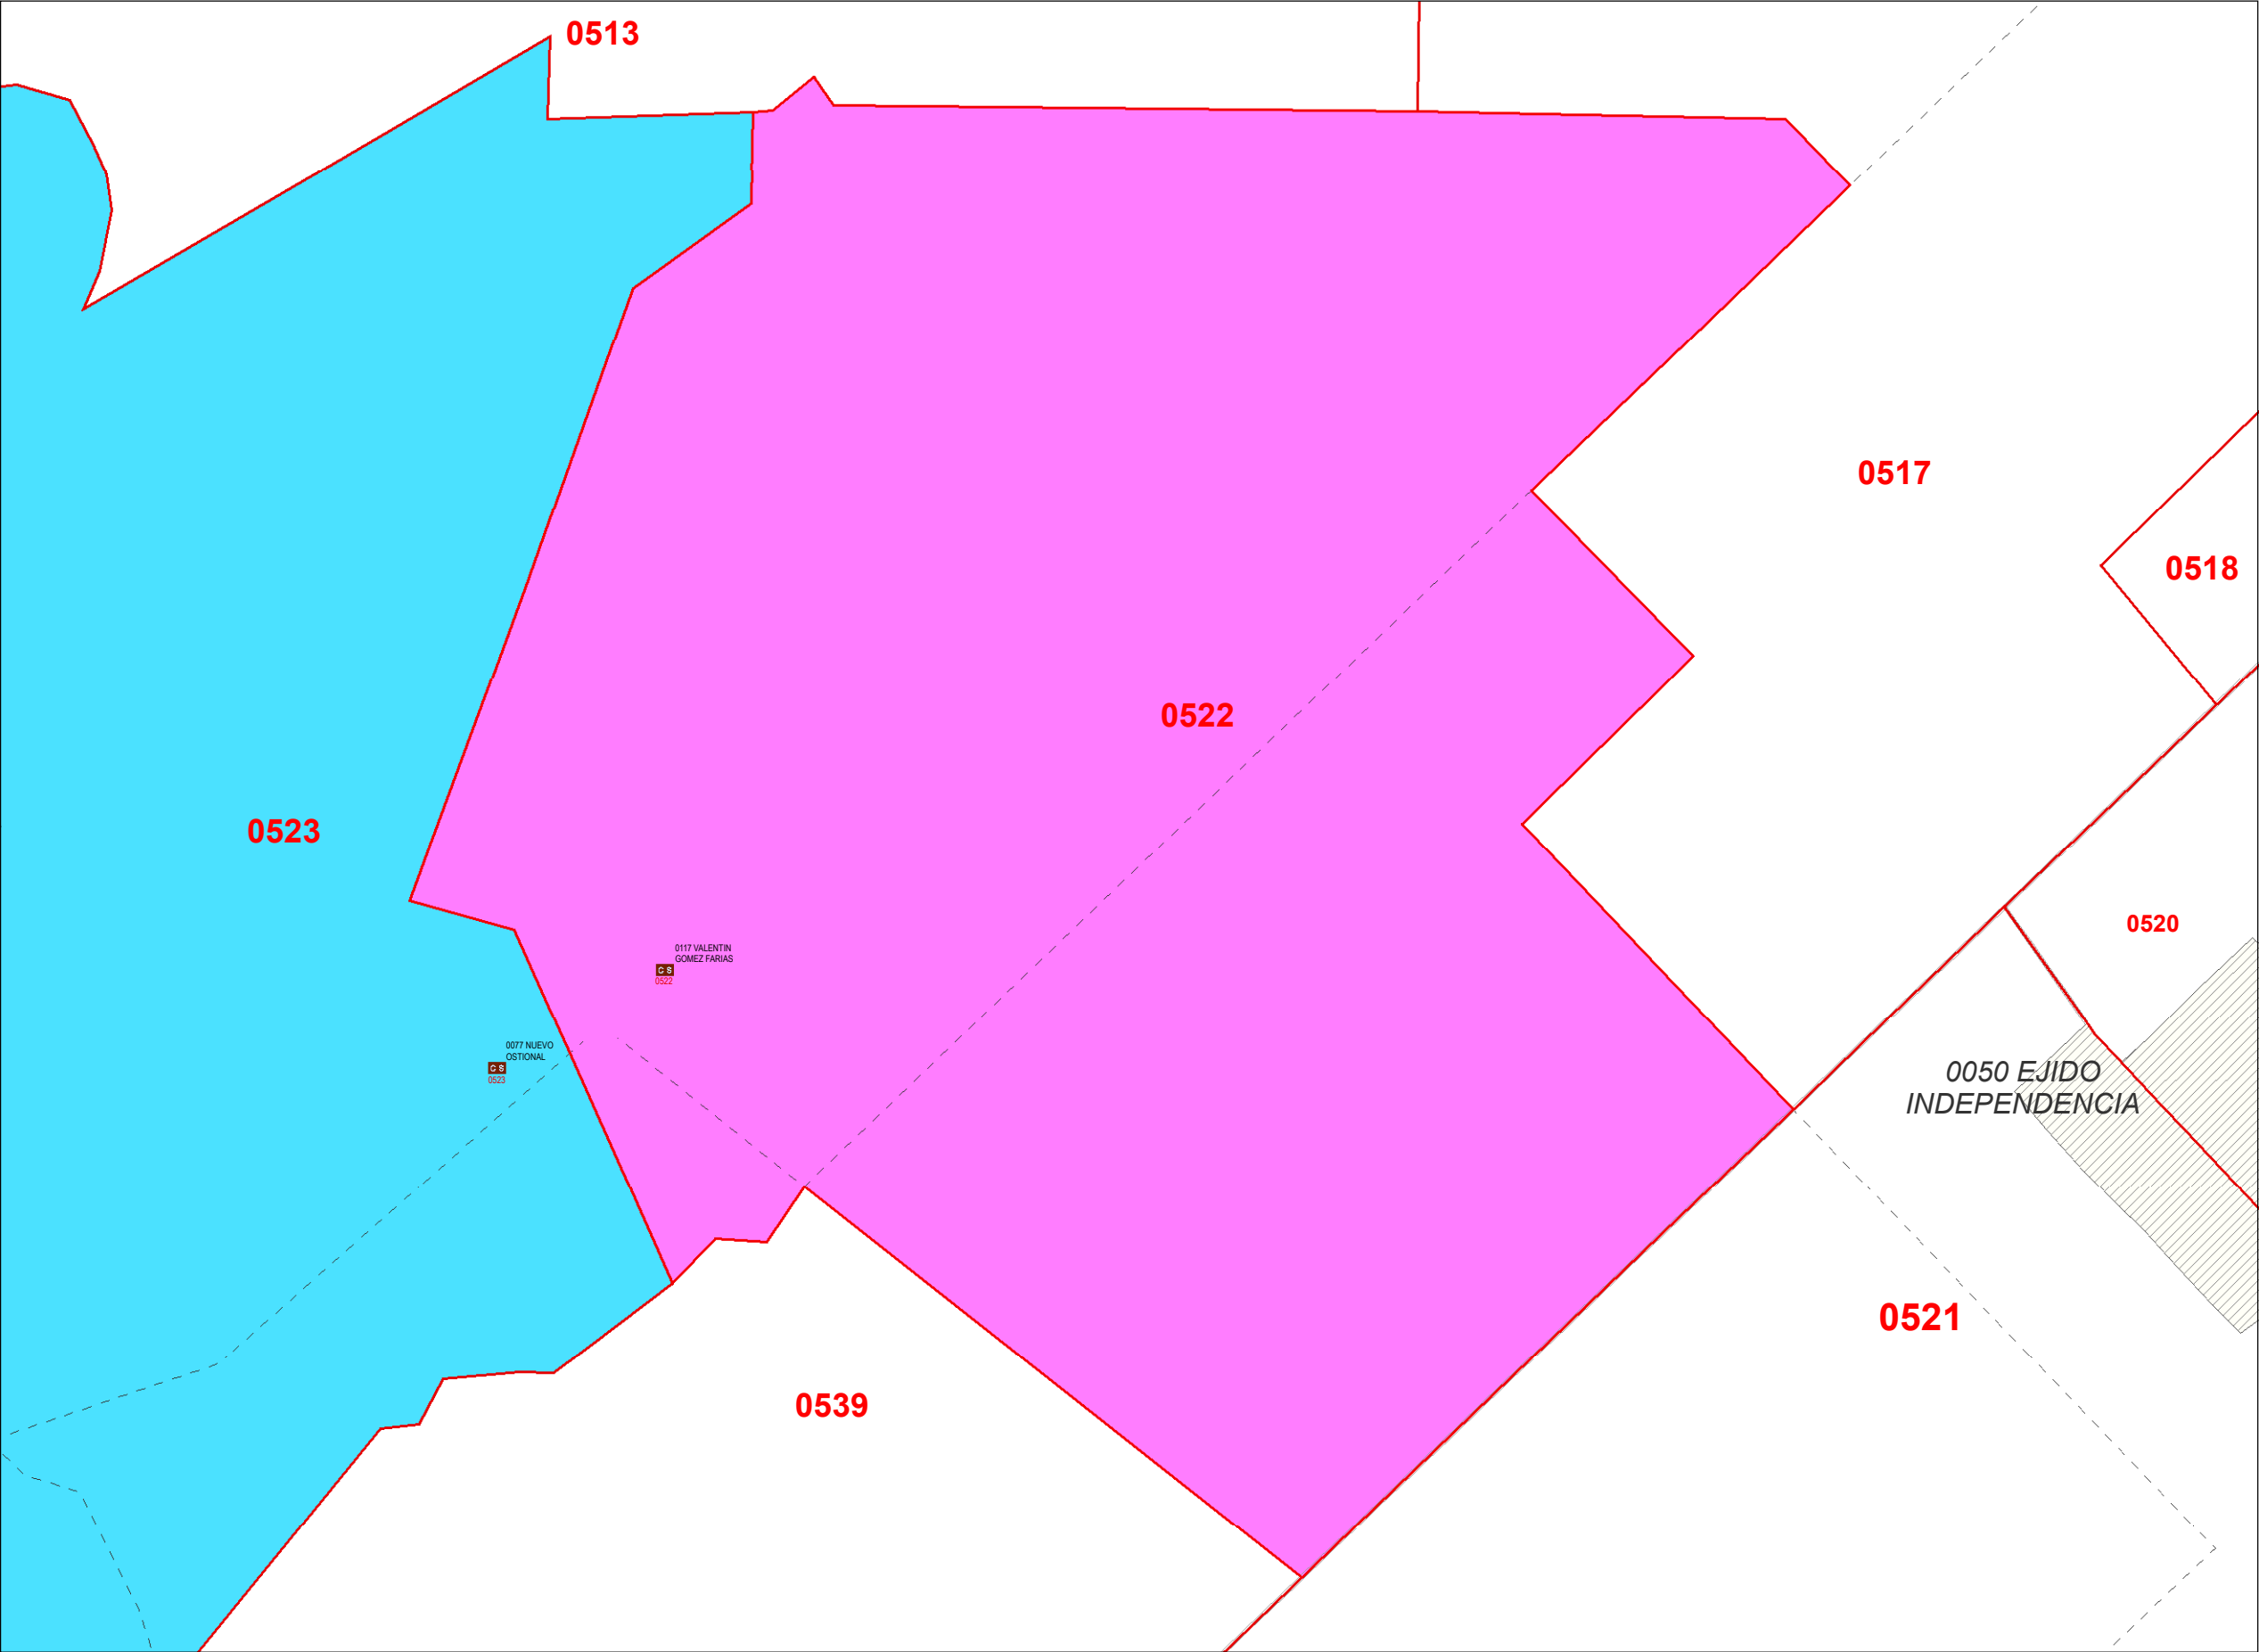 0513
0517
0518
0522
0523
0520
0117 VALENTIN
GOMEZ FARIAS
C S
0522
0077 NUEVO
OSTIONAL
C S
0523
0050 EJIDO
INDEPENDENCIA
0521
0539